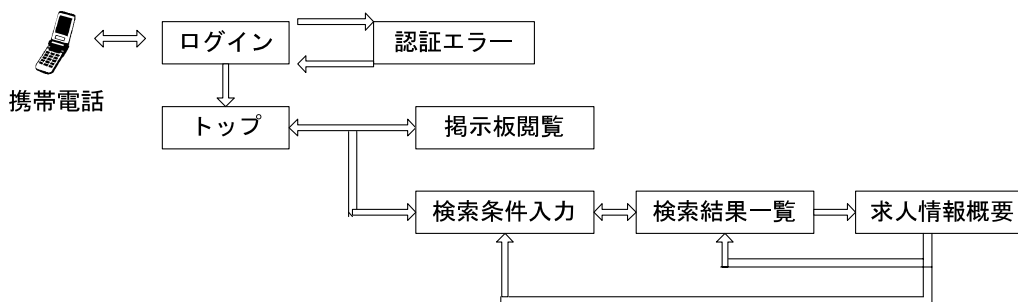 ログイン
認証エラー
携帯電話
トップ
掲示板閲覧
検索条件入力
検索結果一覧
求人情報概要